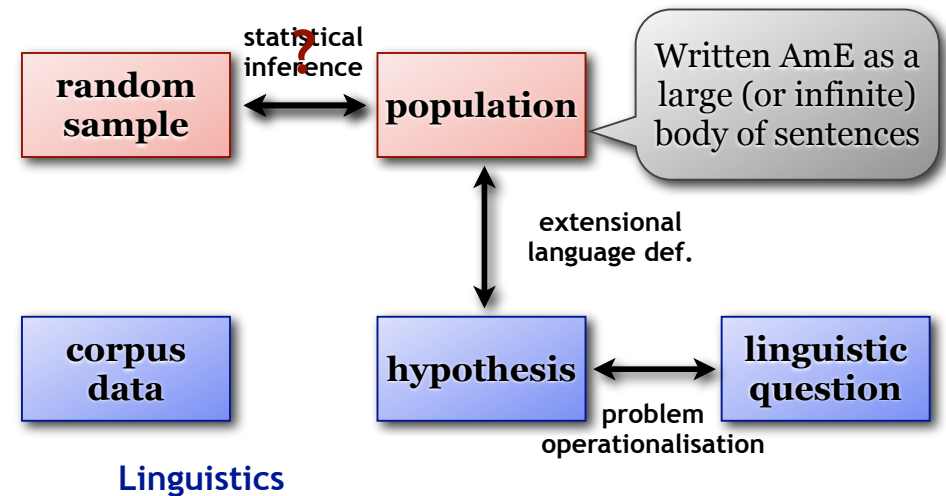 statistical
?
inference
random
sample
population
Written AmE as a
large (or infinite)
body of sentences
extensional
language def.
corpus
data
hypothesis
linguistic
question
problem
operationalisation
Linguistics